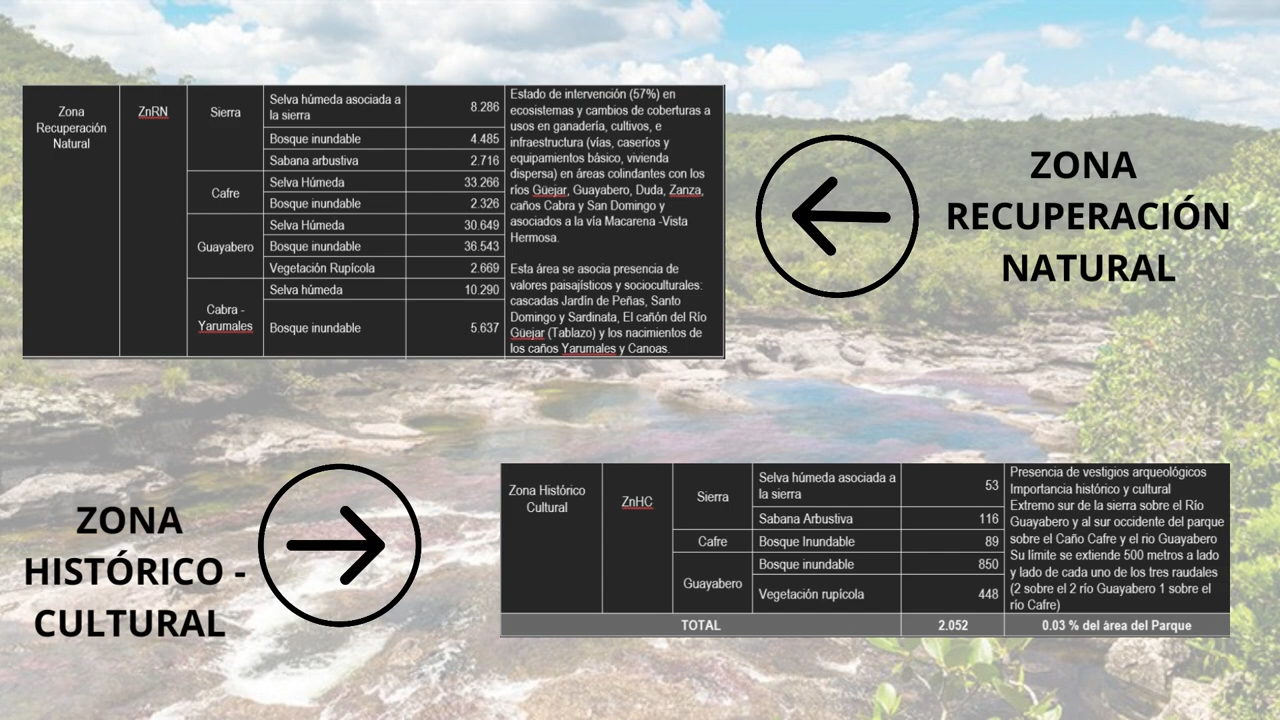 Zona
Recuperación
Natural
ZnRN
Sierra
Selva húmeda asociada a
la sierra
8.286
Bosque inundable
4.485
Sabana arbustiva
2.716
Cafre
Selva Húmeda
33.266
Bosque inundable
2.326
Guayabero
Selva Húmeda
30.649
Bosque inundable
36.543
Vegetación Rupícola
2.669
Cabra -
Yarumales
Selva húmeda
10.290
Bosque inundable
5.637
Estado de intervención (57%) en
ecosistemas y cambios de coberturas a
usos en ganadería, cultivos, e
infraestructura (vías, caseríos y
equipamientos básico, vivienda
dispersa) en áreas colindantes con los
ríos Güejar, Guayabero, Duda, Zanza,
caños Cabra y San Domingo y
asociados a la vía Macarena -Vista
Hermosa.
Esta área se asocia presencia de
valores paisajísticos y socioculturales:
cascadas Jardín de Peñas, Santo
Domingo y Sardinata, El cañón del Río
Güejar (Tablazo) y los nacimientos de
los caños Yarumales y Canoas.
ZONA
RECUPERACIÓN
NATURAL
ZONA
HISTÓRICO -
CULTURAL
Zona Histórico
Cultural
ZnHC
Sierra
Selva húmeda asociada a
la sierra
53
Sabana Arbustiva
116
Cafre
Bosque Inundable
89
Guayabero
Bosque inundable
850
Vegetación rupícola
448
Presencia de vestigios arqueológicos
Importancia histórico y cultural
Extremo sur de la sierra sobre el Río
Guayabero y al sur occidente del parque
sobre el Caño Cafre y el rio Guayabero
Su límite se extiende 500 metros a lado
y lado de cada uno de los tres raudales
(2 sobre el 2 río Guayabero 1 sobre el
río Cafre)
TOTAL
2.052
0.03 % del área del Parque